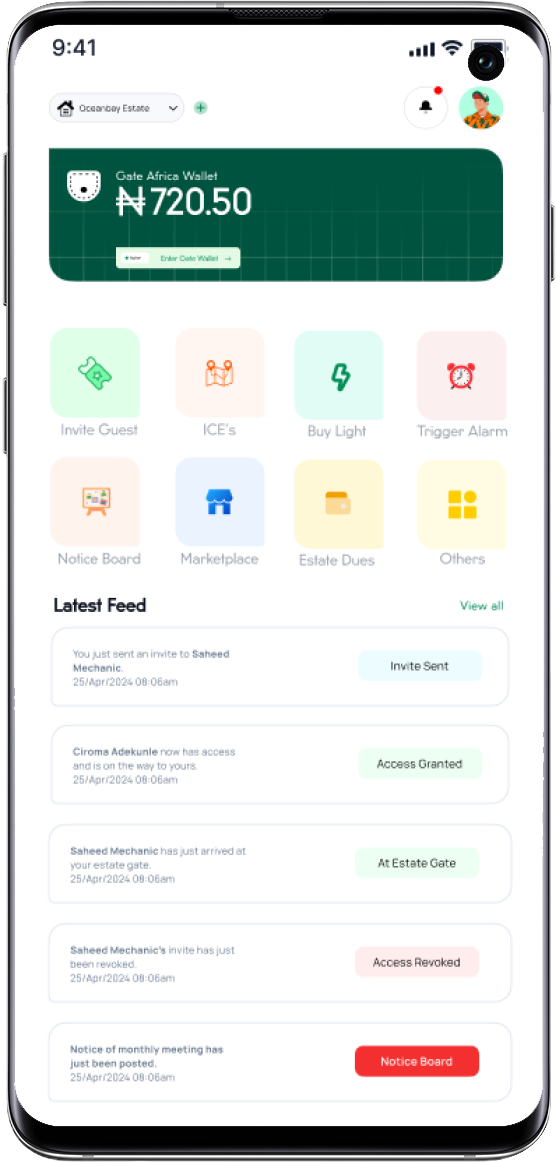 9:41
Oceanbay Estate
Gate Africa Wallet
₦720.50
Enter Gate Wallet →
Invite Guest
ICE's
Buy Light
Trigger Alarm
Notice Board
Marketplace
Estate Dues
Others
Latest Feed
View all
You just sent an invite to Saheed
Mechanic.
25/Apr/2024 08:06am
Invite Sent
Ciroma Adekunle now has access
and is on the way to yours.
25/Apr/2024 08:06am
Access Granted
Saheed Mechanic has just arrived at
your estate gate.
25/Apr/2024 08:06am
At Estate Gate
Saheed Mechanic's invite has just
been revoked.
25/Apr/2024 08:06am
Access Revoked
Notice of monthly meeting has
just been posted.
25/Apr/2024 08:06am
Notice Board